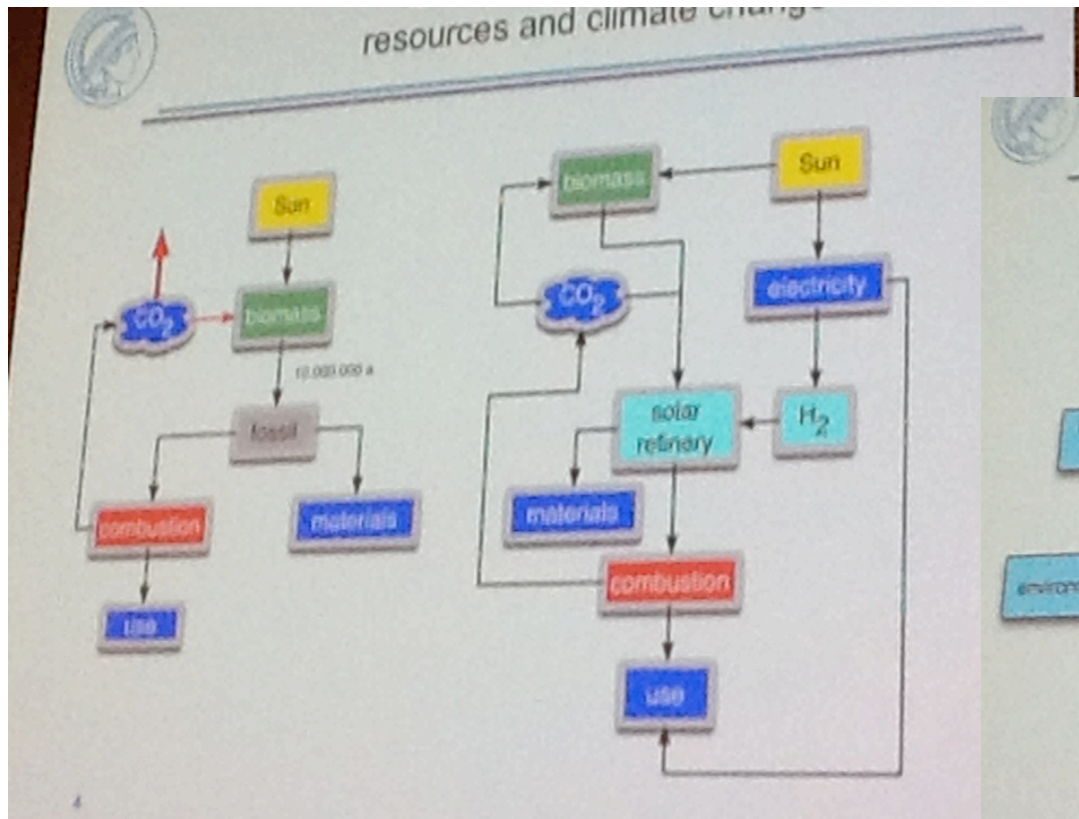 resources and climate change
Sun
CO2
biomass
10.000.000 a
fossil
combustion
materials
use
biomass
Sun
CO2
electricity
solar
refinery
H2
materials
combustion
use
4